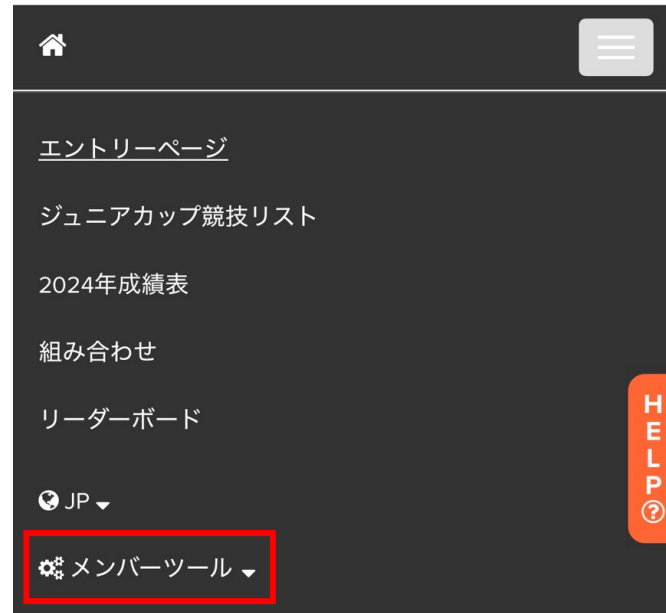 エントリーページ
ジュニアカップ競技リスト
2024年成績表
組み合わせ
リーダーボード
HELP?
JP
メンバーツール